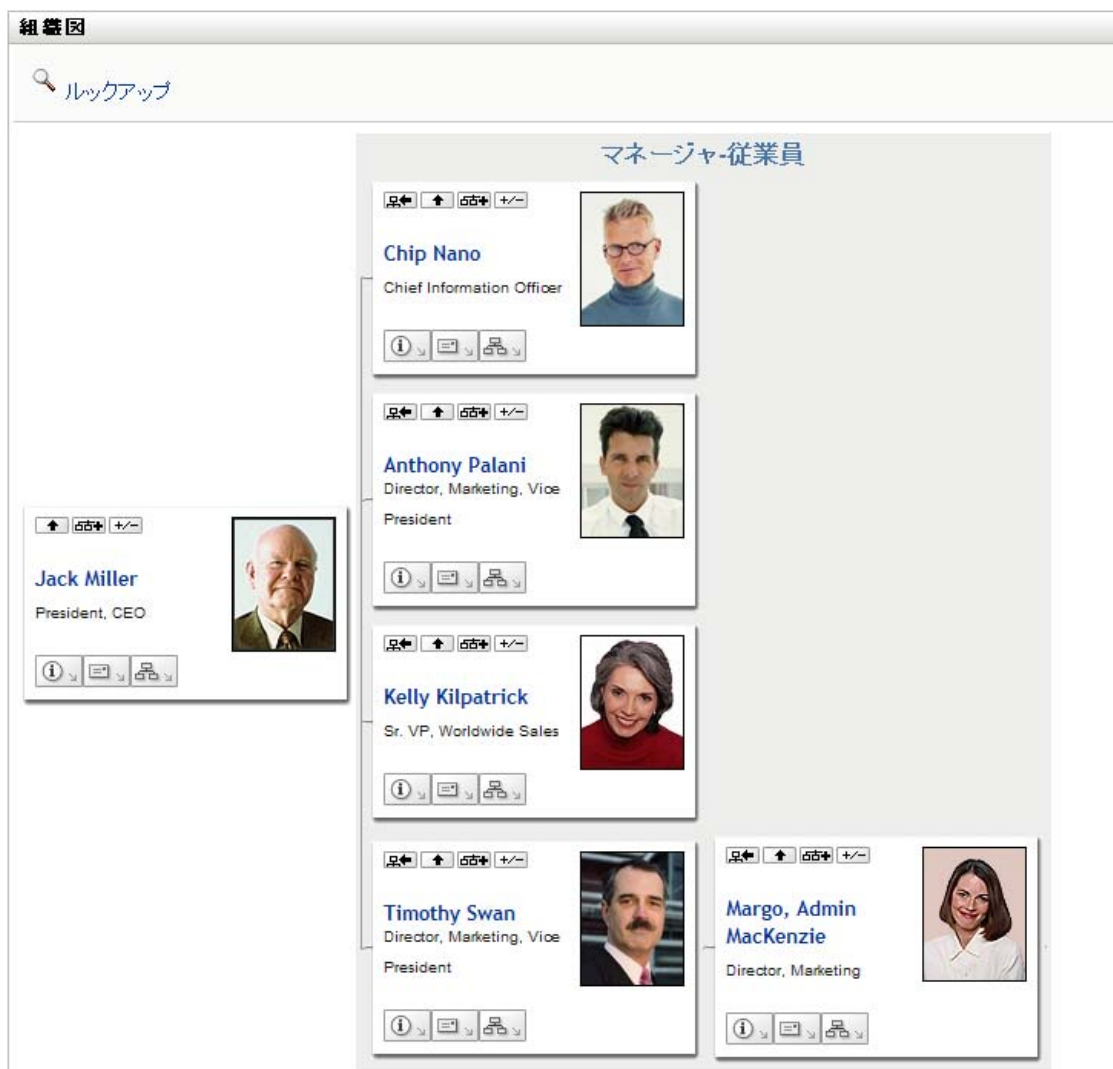 組織図
ルックアップ
マネージャ-従業員
+/-
Chip Nano
Chief Information Officer
+/-
Anthony Palani
Director, Marketing, Vice
President
+/-
Jack Miller
President, CEO
+/-
Kelly Kilpatrick
Sr. VP, Worldwide Sales
+/-
Timothy Swan
Director, Marketing, Vice
President
+/-
Margo, Admin
MacKenzie
Director, Marketing